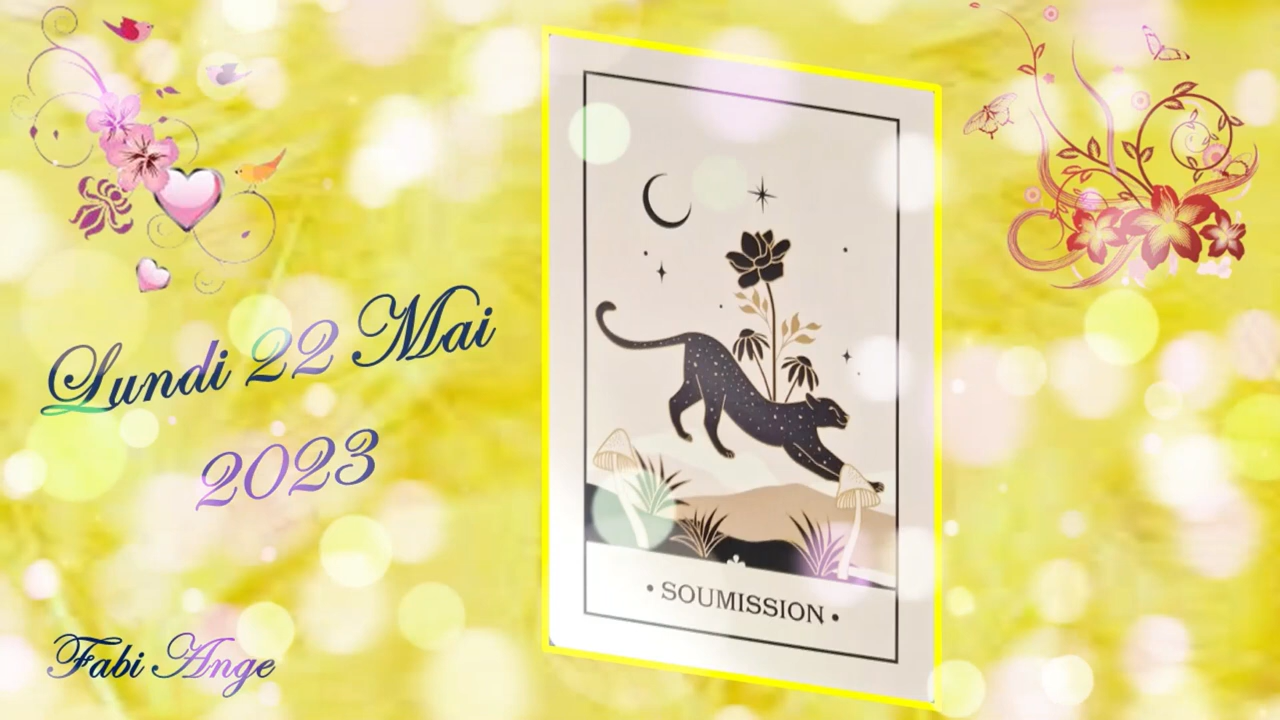 Lundi 22 Mai
2023
Fabi Ange
• SOUMISSION •